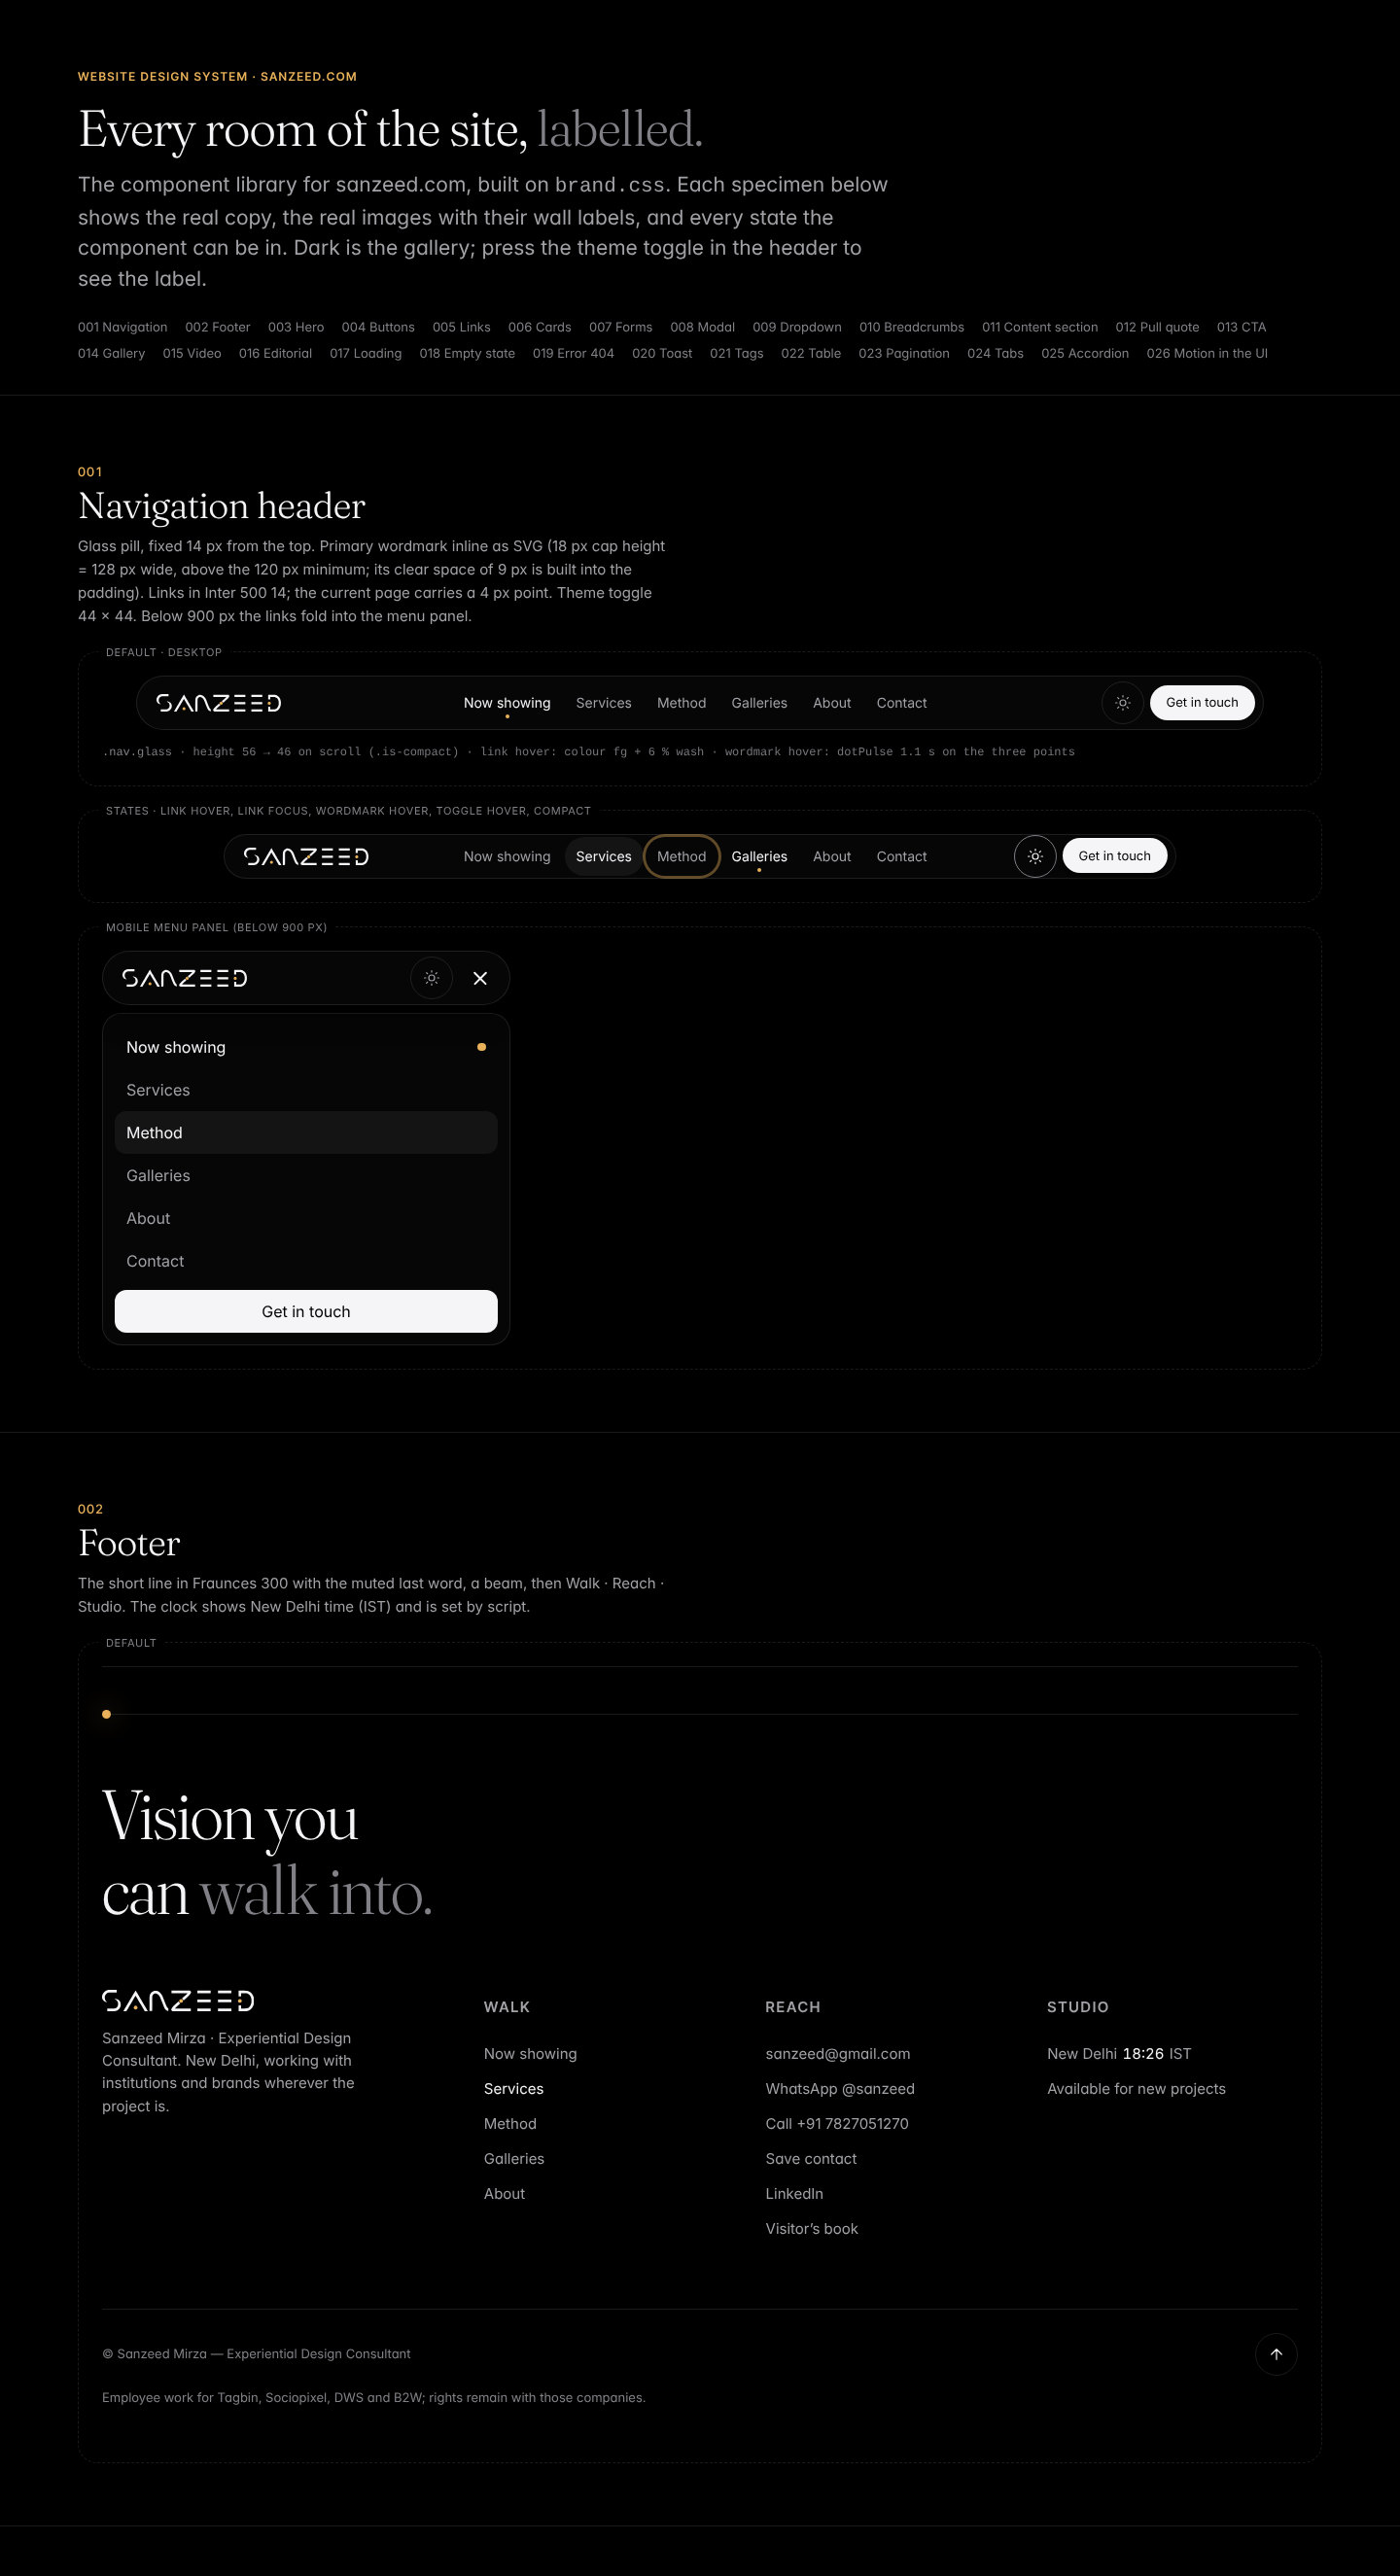 WEBSITE DESIGN SYSTEM · SANZEED.COM
Every room of the site, labelled.
The component library for sanzeed.com, built on brand.css. Each specimen below
shows the real copy, the real images with their wall labels, and every state the
component can be in. Dark is the gallery; press the theme toggle in the header to
see the label.
001 Navigation 002 Footer 003 Hero 004 Buttons 005 Links 006 Cards 007 Forms 008 Modal 009 Dropdown 010 Breadcrumbs 011 Content section 012 Pull quote 013 CTA
014 Gallery 015 Video 016 Editorial 017 Loading 018 Empty state 019 Error 404 020 Toast 021 Tags 022 Table 023 Pagination 024 Tabs 025 Accordion 026 Motion in the UI
001
Navigation header
Glass pill, fixed 14 px from the top. Primary wordmark inline as SVG (18 px cap height
= 128 px wide, above the 120 px minimum; its clear space of 9 px is built into the
padding). Links in Inter 500 14; the current page carries a 4 px point. Theme toggle
44 × 44. Below 900 px the links fold into the menu panel.
DEFAULT · DESKTOP
SANZEED Now showing Services Method Galleries About Contact Get in touch
.nav.glass · height 56 → 46 on scroll (.is-compact) · link hover: colour fg + 6 % wash · wordmark hover: dotPulse 1.1 s on the three points
STATES · LINK HOVER, LINK FOCUS, WORDMARK HOVER, TOGGLE HOVER, COMPACT
SANZEED Now showing Services Method Galleries About Contact Get in touch
MOBILE MENU PANEL (BELOW 900 PX)
SANZEED
Now showing
Services
Method
Galleries
About
Contact
Get in touch
002
Footer
The short line in Fraunces 300 with the muted last word, a beam, then Walk · Reach ·
Studio. The clock shows New Delhi time (IST) and is set by script.
DEFAULT
Vision you
can walk into.
SANZEED
Sanzeed Mirza · Experiential Design
Consultant. New Delhi, working with
institutions and brands wherever the
project is.
WALK
Now showing
Services
Method
Galleries
About
REACH
sanzeed@gmail.com
WhatsApp @sanzeed
Call +91 7827051270
Save contact
LinkedIn
Visitor’s book
STUDIO
New Delhi 18:26 IST
Available for new projects
© Sanzeed Mirza — Experiential Design Consultant
Employee work for Tagbin, Sociopixel, DWS and B2W; rights remain with those companies.